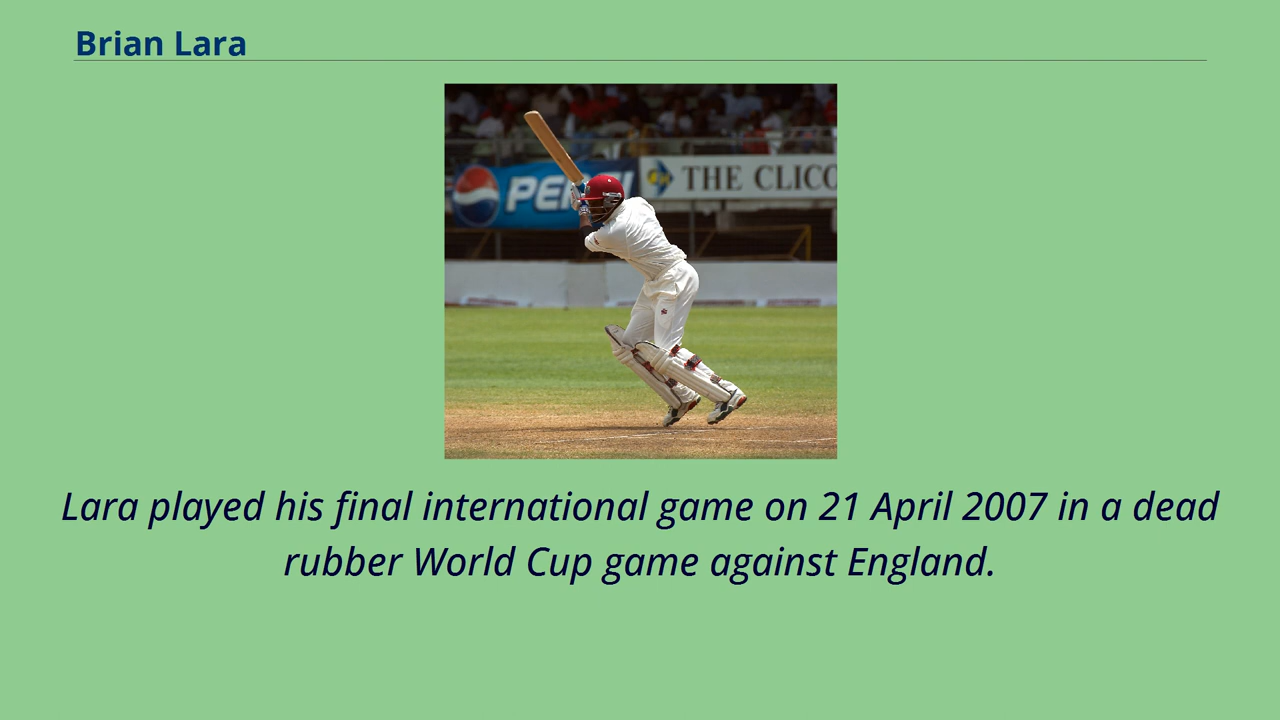 Brian Lara
PEPSI
THE CLICO
Lara played his final international game on 21 April 2007 in a dead
rubber World Cup game against England.